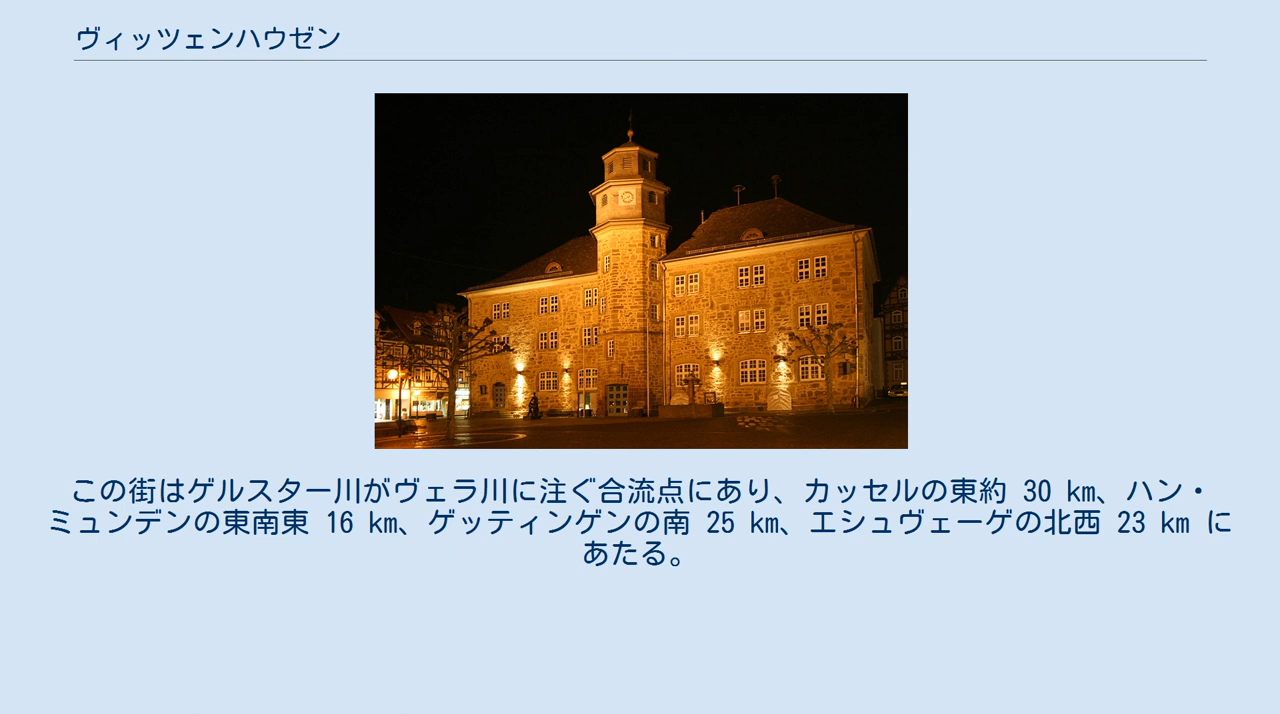 ヴィッツェンハウゼン
この街はゲルスター川がヴェラ川に注ぐ合流点にあり、カッセルの東約 30 km、ハン・
ミュンデンの東南東 16 km、ゲッティンゲンの南 25 km、エシュヴェーゲの北西 23 km に
あたる。